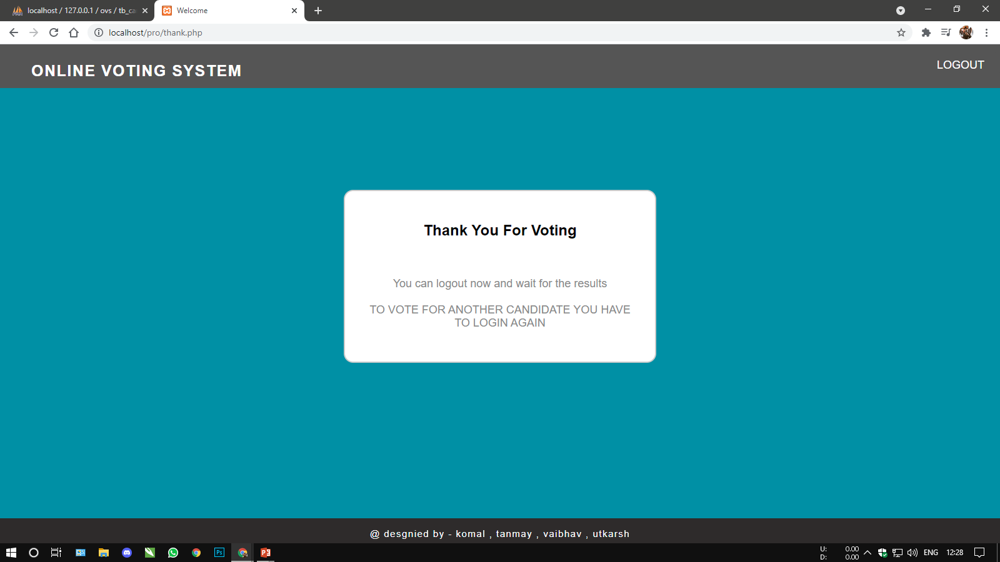 localhost / 127.0.0.1 / ovs / tb_ca
Welcome
localhost/pro/thank.php
ONLINE VOTING SYSTEM
LOGOUT
Thank You For Voting
You can logout now and wait for the results
TO VOTE FOR ANOTHER CANDIDATE YOU HAVE
TO LOGIN AGAIN
@ desgnied by - komal , tanmay , vaibhav , utkarsh
Ps
U: 0.00
D: 0.00
ENG
12:28